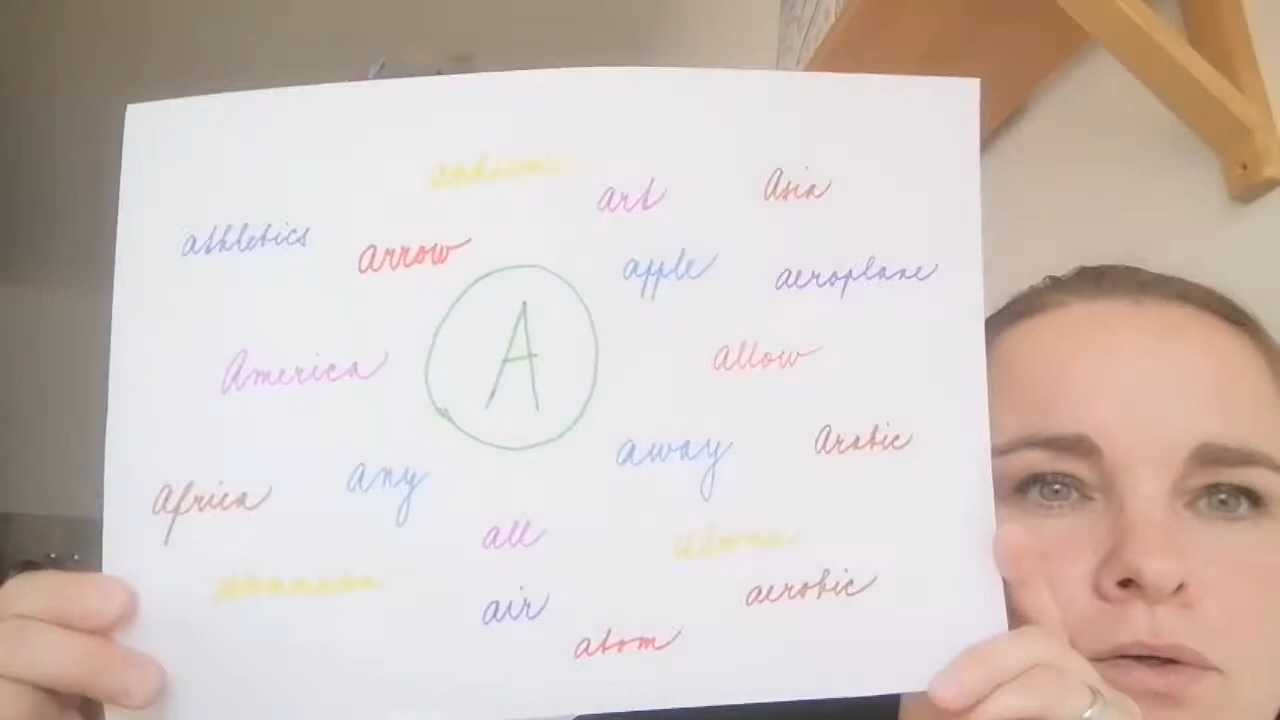 art
Asia
athletics
arrow
apple
aeroplane
A
America
allow
any
away
Arabic
Africa
all
air
aerobic
atom